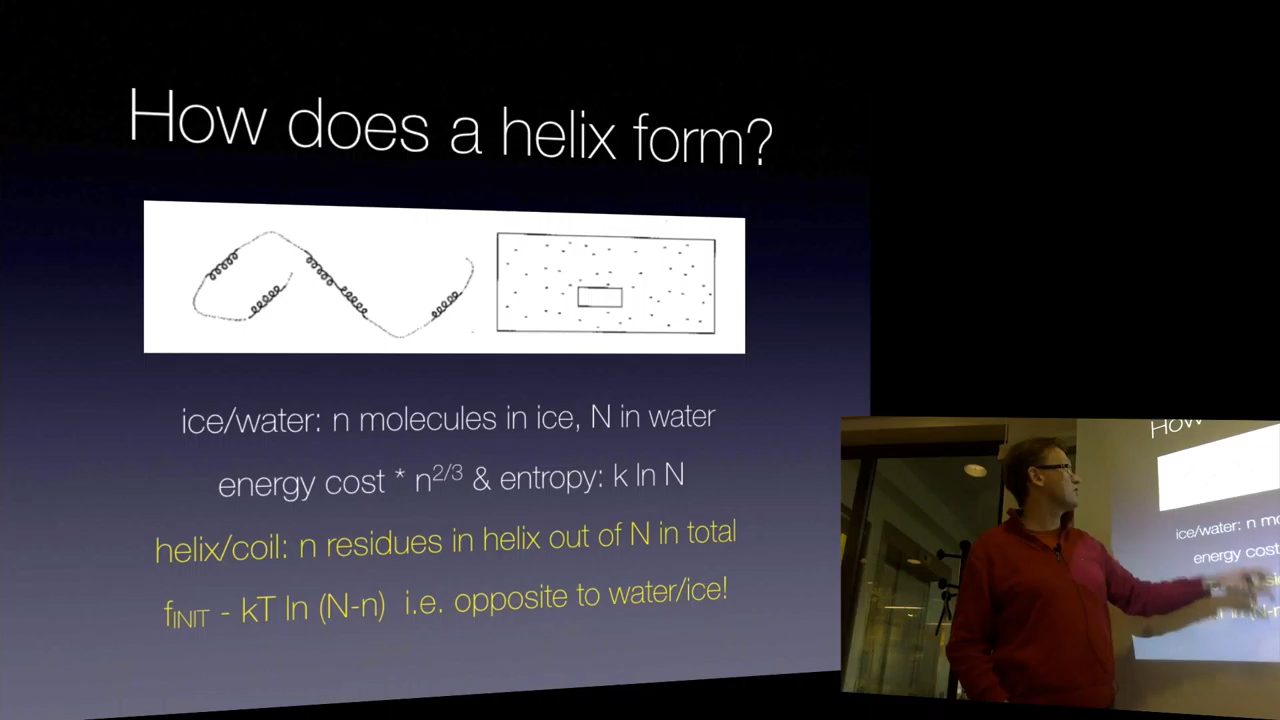 How does a helix form?
ice/water: n molecules in ice, N in water
energy cost * n^2/3 & entropy: k ln N
helix/coil: n residues in helix out of N in total
fINIT - kT ln (N-n) i.e. opposite to water/ice!
How
ice/water: n mo
energy cost